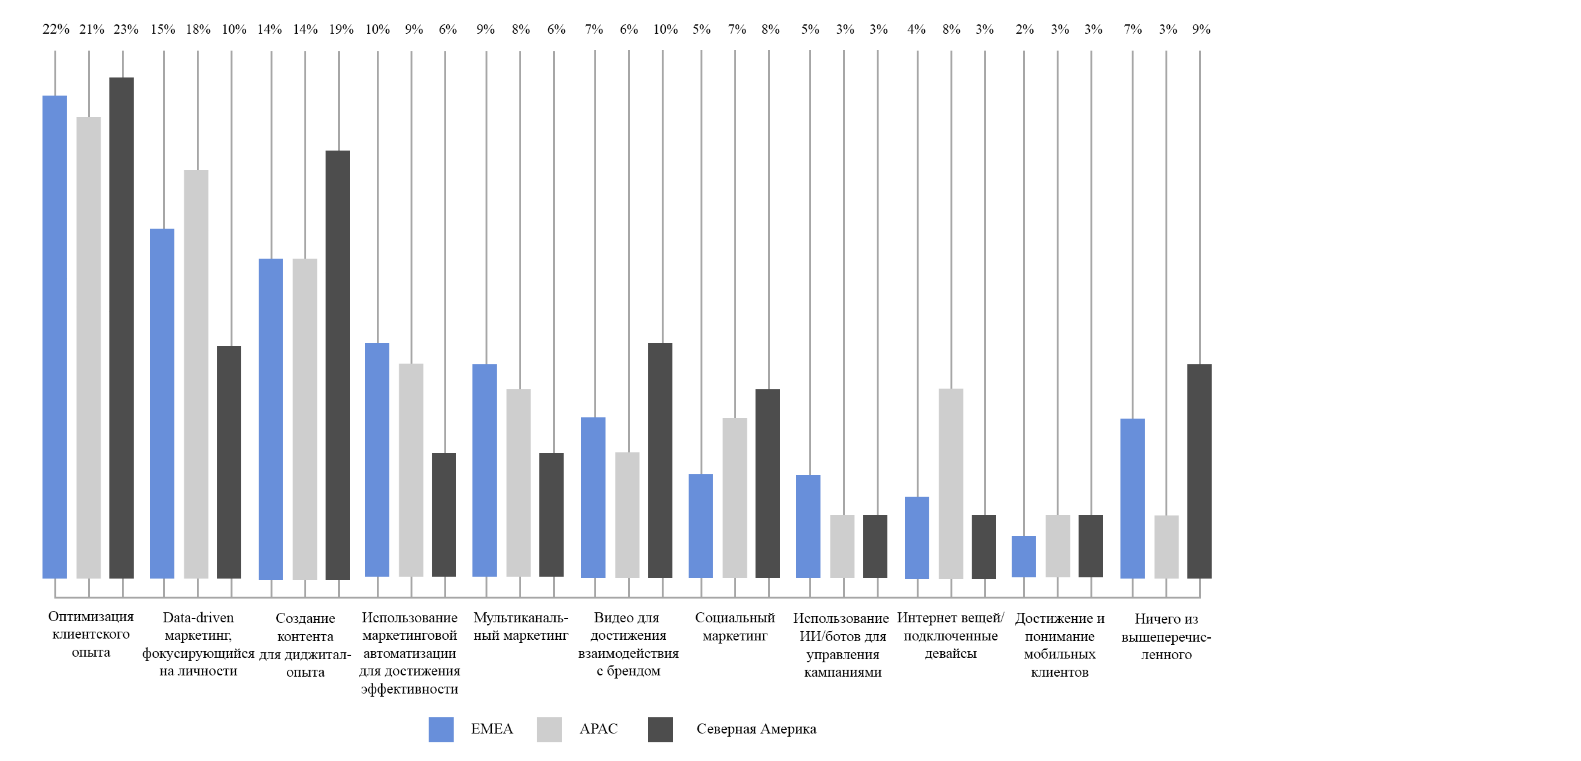 22% 21% 23% 15% 18% 10% 14% 14% 19% 10% 9% 6% 9% 8% 6% 7% 6% 10% 5% 7% 8% 5% 3% 3% 4% 8% 3% 2% 3% 3% 7% 3% 9%
Оптимизация
клиентского
опыта
Data-driven
маркетинг,
фокусирующийся
на личности
Создание
контента
для диджитал-
опыта
Использование
маркетинговой
автоматизации
для достижения
эффективности
Мультиканаль-
ный маркетинг
Видео для
достижения
взаимодействия
с брендом
Социальный
маркетинг
Использование
ИИ/ботов для
управления
кампаниями
Интернет вещей/
подключенные
девайсы
Достижение и
понимание
мобильных
клиентов
Ничего из
вышеперечис-
ленного
EMEA
APAC
Северная Америка